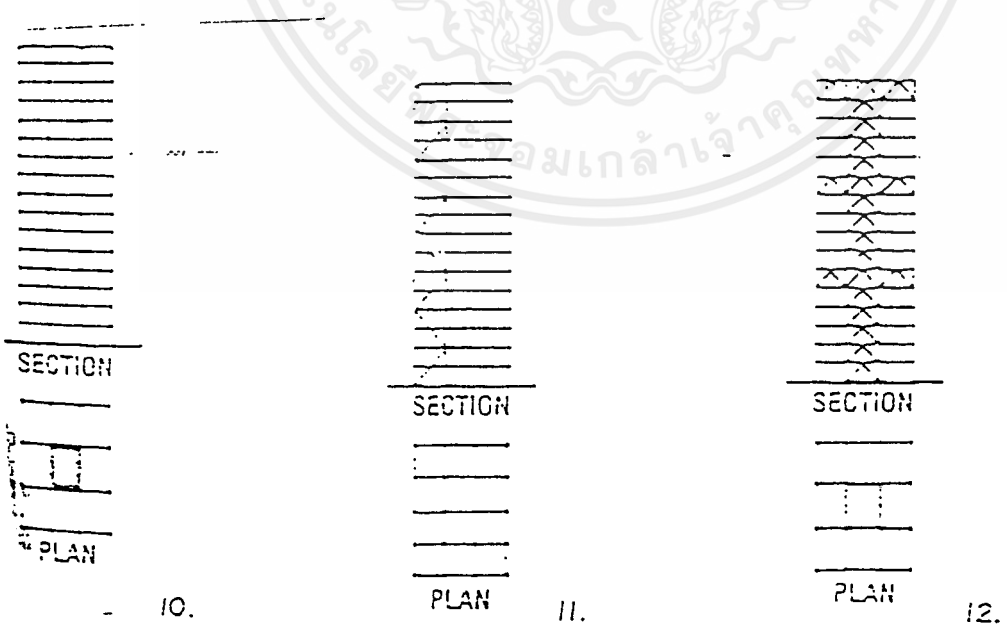 SECTION
PLAN
10.
SECTION
PLAN
11.
SECTION
PLAN
12.